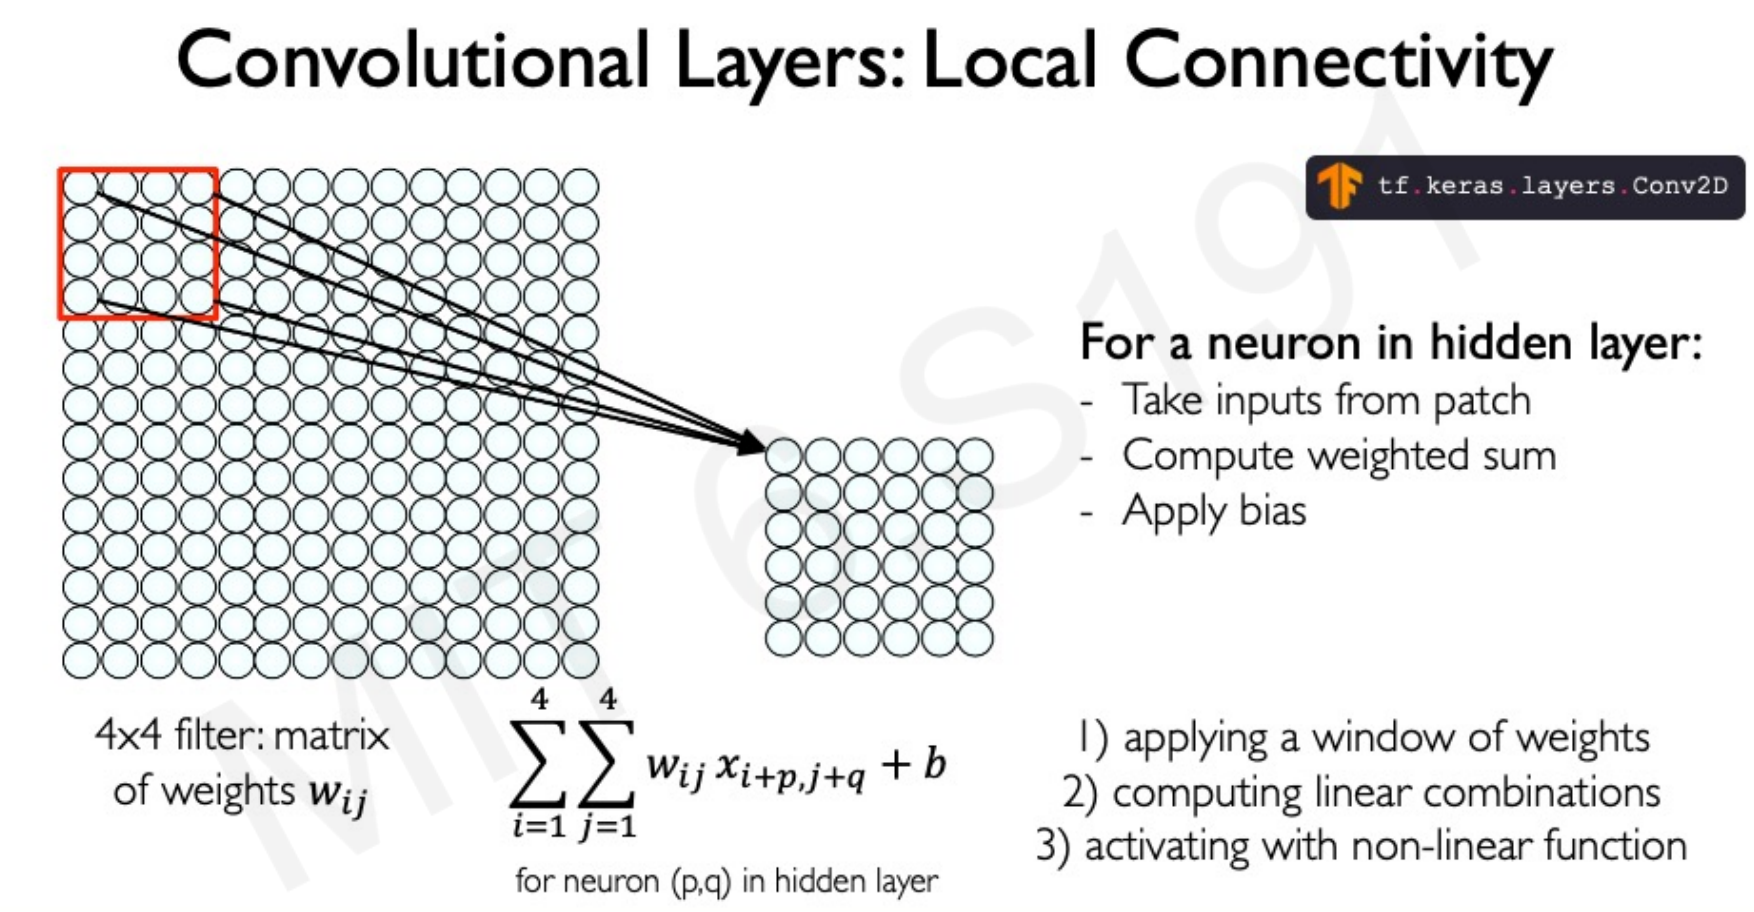 Convolutional Layers: Local Connectivity
tf.keras.layers.Conv2D
For a neuron in hidden layer:
- Take inputs from patch
- Compute weighted sum
- Apply bias
4x4 filter: matrix
of weights w_{ij}
\sum_{i=1}^{4} \sum_{j=1}^{4} w_{ij} x_{i+p,j+q} + b
for neuron (p,q) in hidden layer
1) applying a window of weights
2) computing linear combinations
3) activating with non-linear function
MIT 6.S191